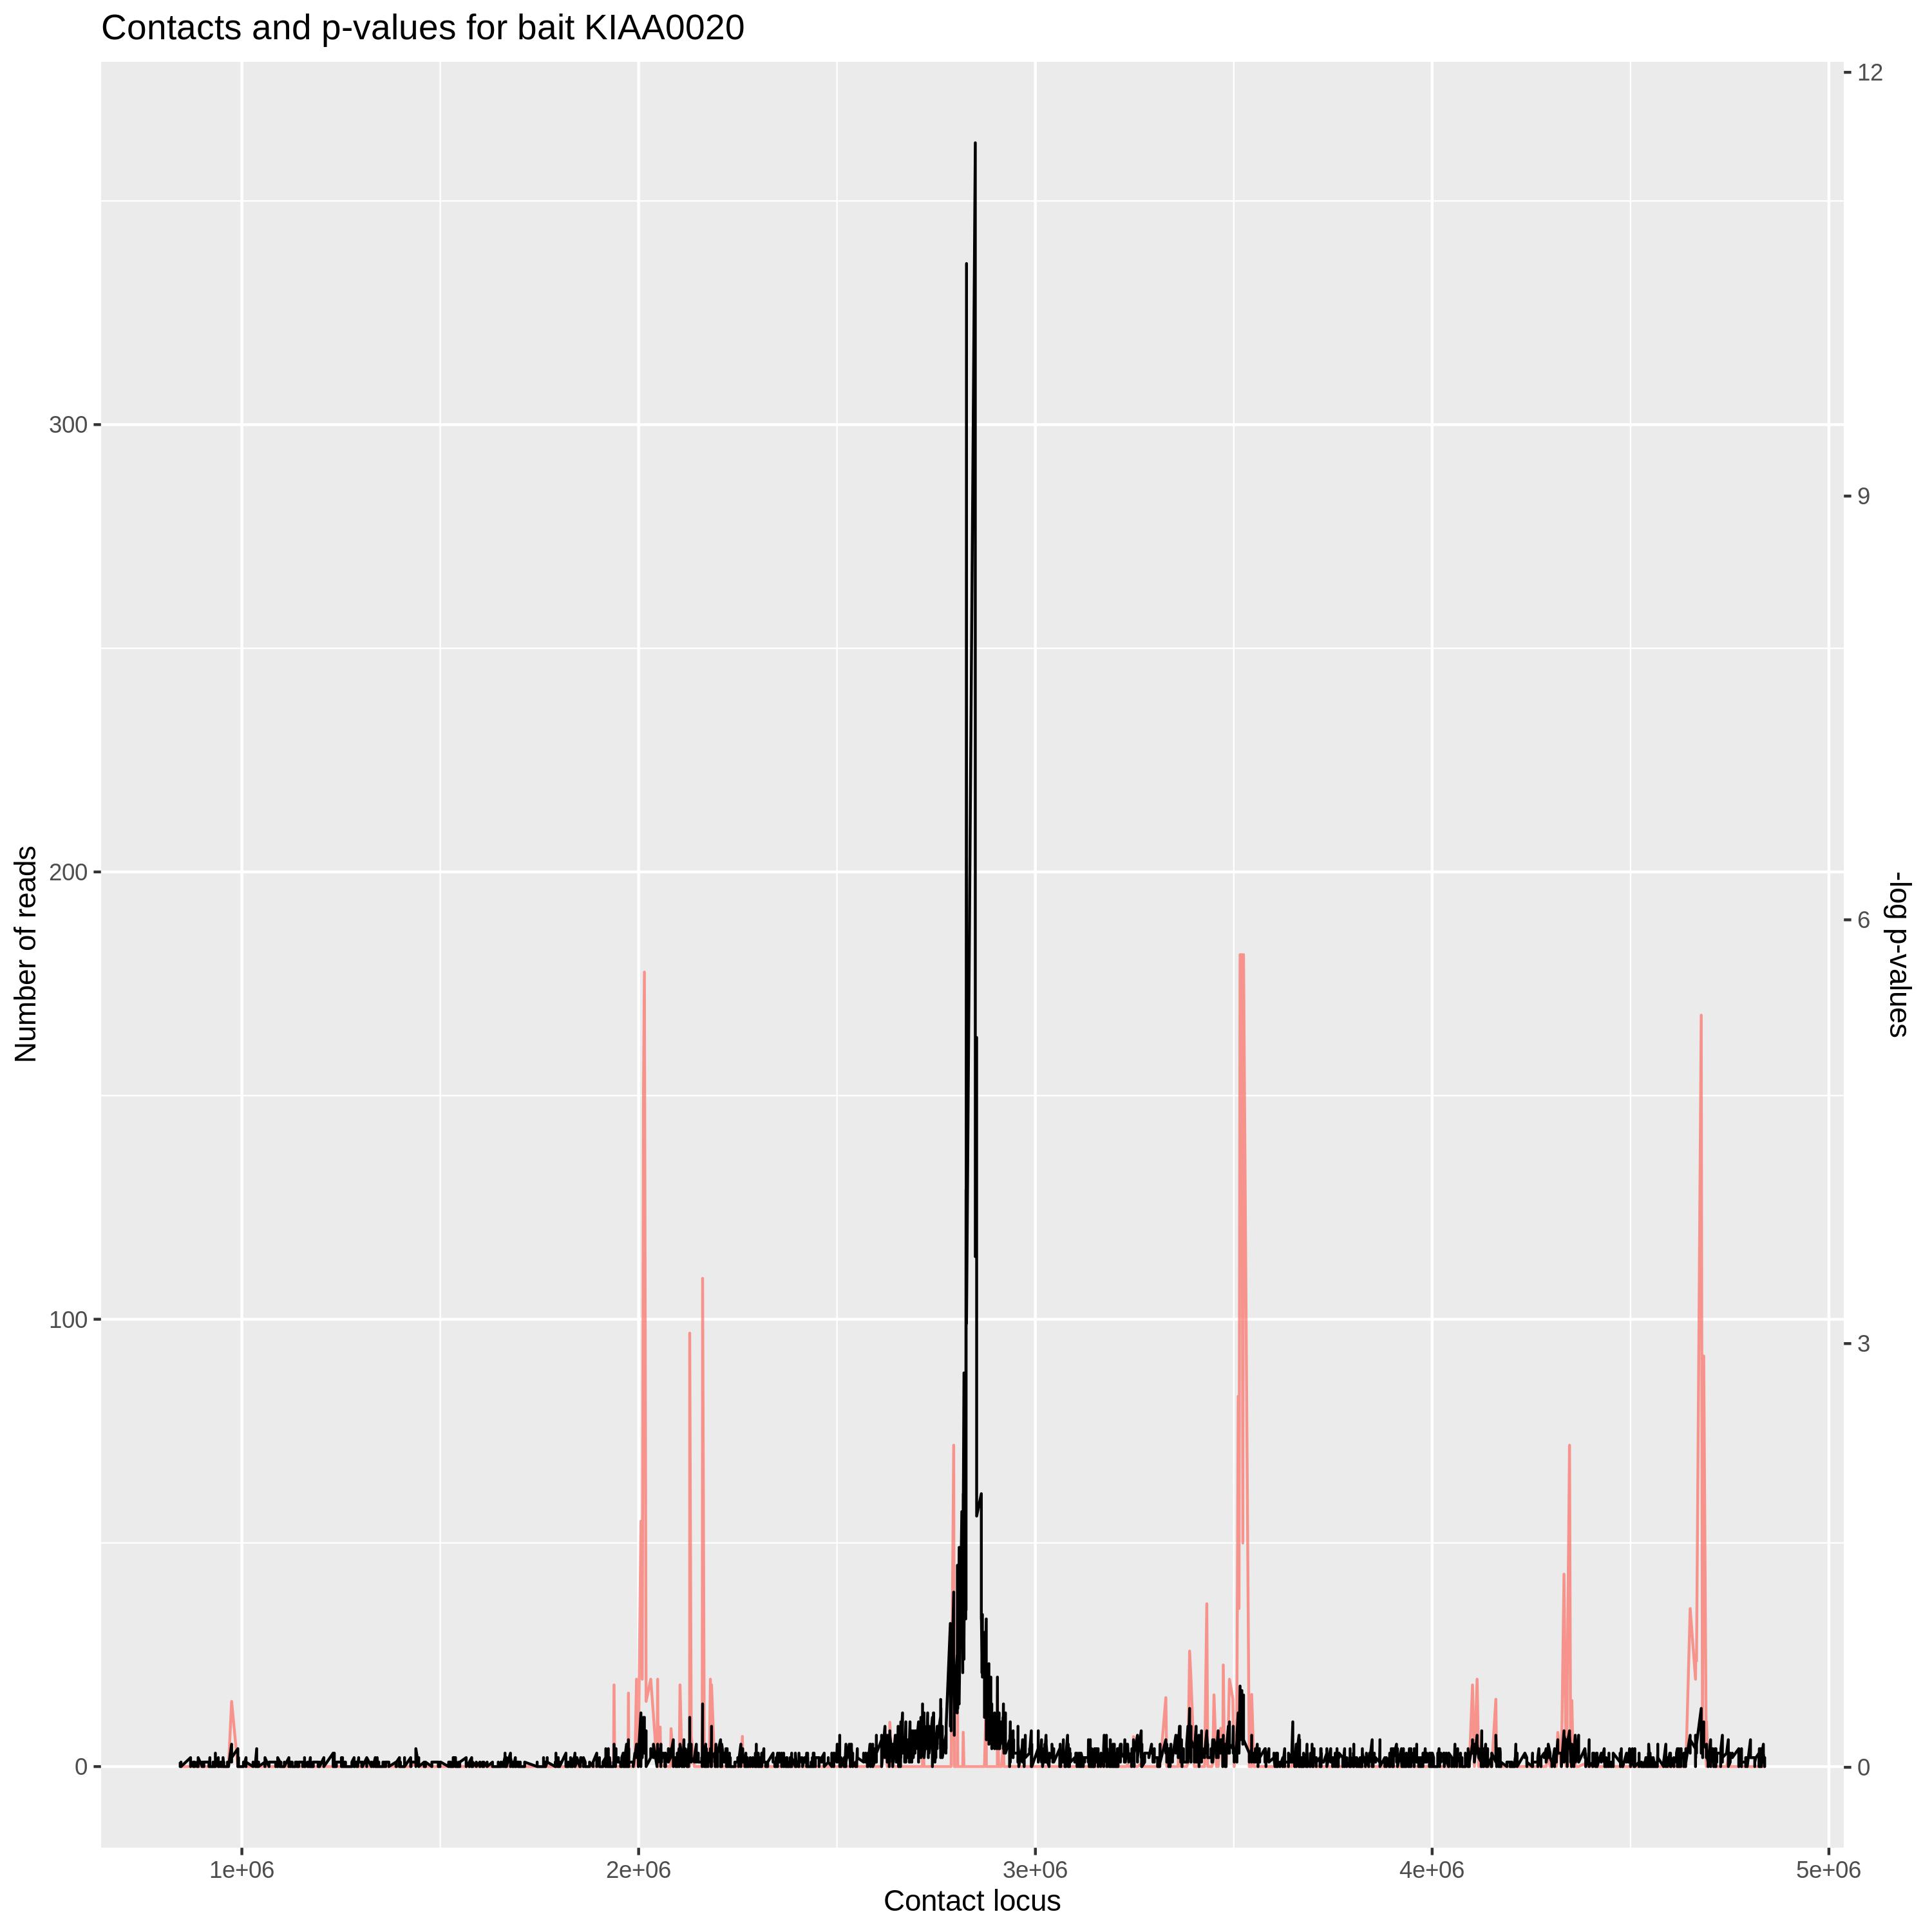 Contacts and p-values for bait KIAA0020
12
9
6
3
0
-log p-values
300
200
100
0
Number of reads
1e+06 2e+06 3e+06 4e+06 5e+06
Contact locus